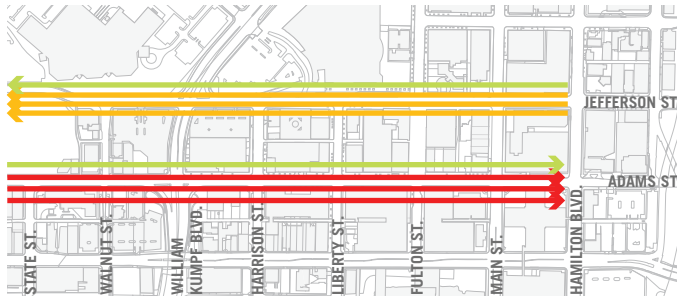 JEFFERSON ST
ADAMS ST
STATE ST.
WALNUT ST.
WILLIAM
KUMPF BLVD.
HARRISON ST.
LIBERTY ST.
FULTON ST.
MAIN ST.
HAMILTON BLVD.